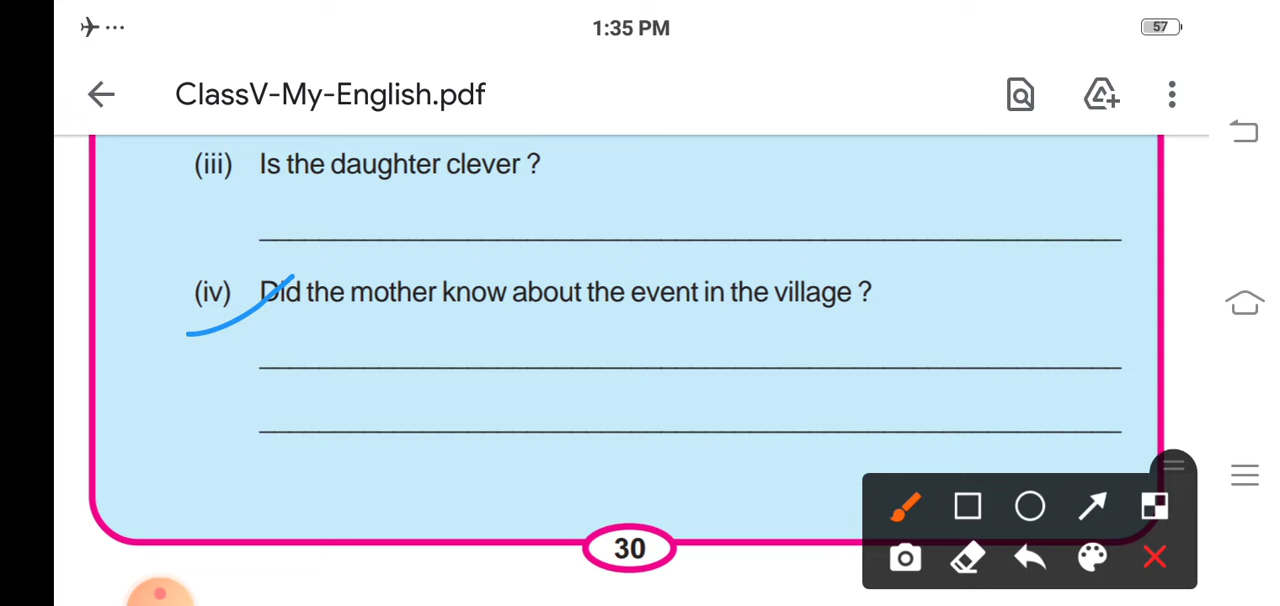 1:35 PM
57
ClassV-My-English.pdf
(iii) Is the daughter clever ?
(iv) Did the mother know about the event in the village ?
30